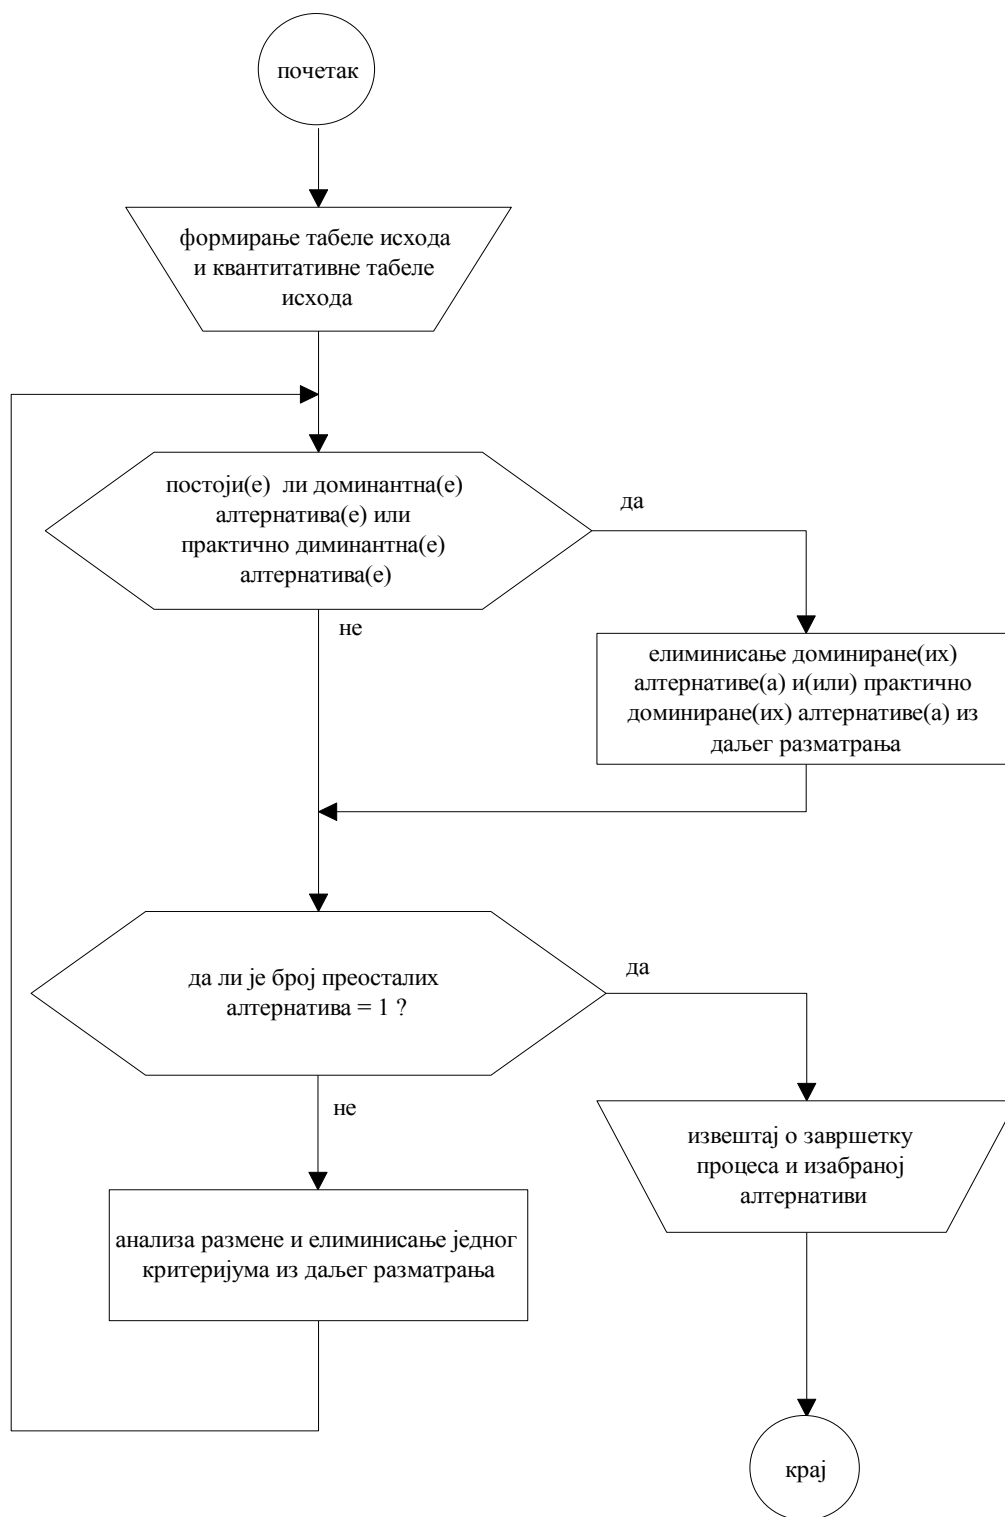 почетак
формирање табеле исхода
и квантитативне табеле
исхода
постоји(е) ли доминантна(е)
алтернатива(е) или
практично диминантна(е)
алтернатива(е)
да
не
елиминисање доминиране(их)
алтернативе(а) и(или) практично
доминиране(их) алтернативе(а) из
даљег разматрања
да ли је број преосталих
алтернатива = 1 ?
да
не
извештај о завршетку
процеса и изабраној
алтернативи
анализа размене и елиминисање једног
критеријума из даљег разматрања
крај